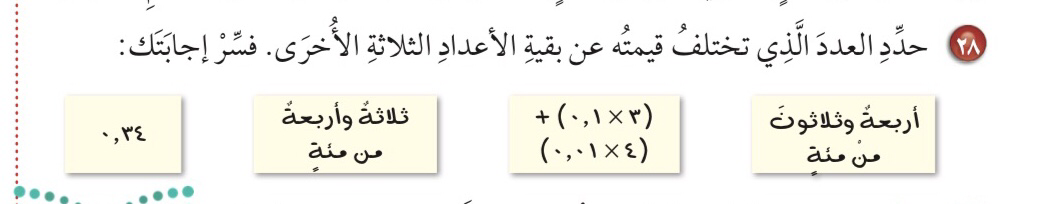 ٢٨ حدِّدِ العددَ الَّذِي تختلفُ قيمتُه عن بقيةِ الأعدادِ الثلاثةِ الأُخرَى. فسِّرْ إجابَتَك:
أربعةٌ وثلاثونَ
منْ مئةٍ
(٣ × ٠,١) +
(٤ × ٠,٠١)
ثلاثةٌ وأربعةٌ
من مئةٍ
٠,٣٤